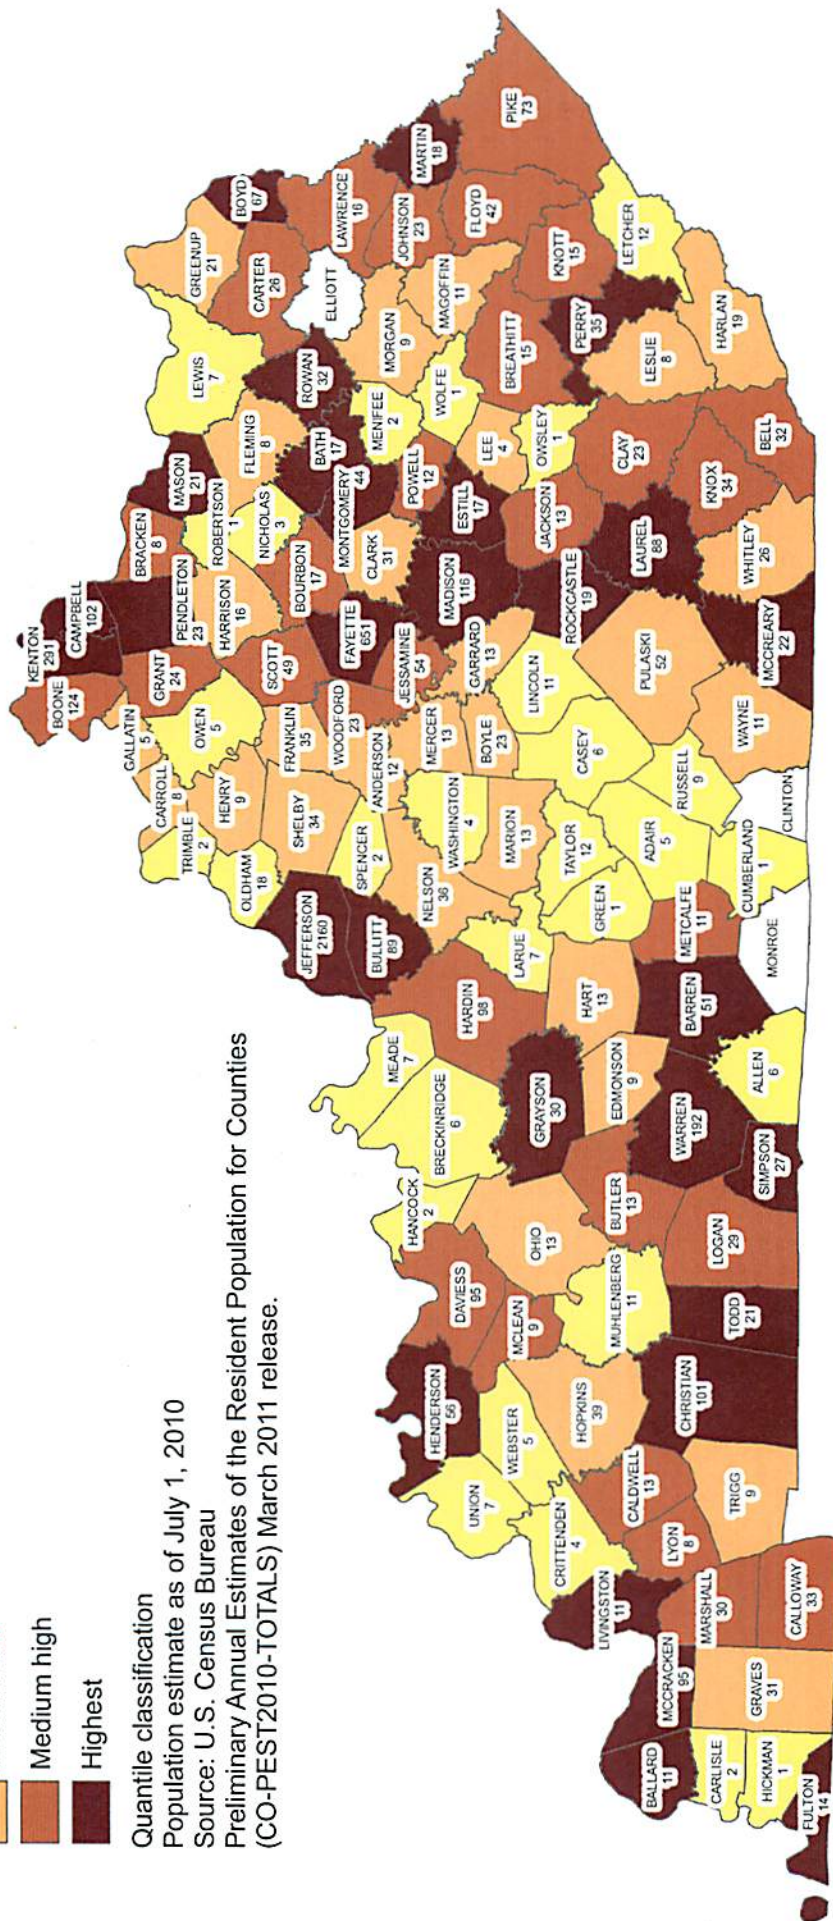 Medium high
Highest
Quantile classification
Population estimate as of July 1, 2010
Source: U.S. Census Bureau
Preliminary Annual Estimates of the Resident Population for Counties
(CO-PEST2010-TOTALS) March 2011 release.
KENTON
291
BOONE
124
CAMPBELL
102
GALLATIN
5
GRANT
24
PENDLETON
23
BRACKEN
8
MASON
21
LEWIS
7
GREENUP
21
BOYD
67
CARROLL
8
TRIMBLE
2
OWEN
5
HARRISON
16
ROBERTSON
1
FLEMING
8
CARTER
26
HENRY
9
OLDHAM
18
NICHOLAS
3
ROWAN
32
ELLIOTT
LAWRENCE
16
SHELBY
34
FRANKLIN
35
SCOTT
49
BOURBON
17
BATH
17
JEFFERSON
2160
SPENCER
2
WOODFORD
23
FAYETTE
651
MONTGOMERY
44
MENIFEE
2
MORGAN
9
JOHNSON
23
MARTIN
18
BULLITT
89
ANDERSON
12
CLARK
31
POWELL
12
WOLFE
1
MAGOFFIN
11
MEADE
7
NELSON
36
MERCER
13
JESSAMINE
54
MADISON
116
ESTILL
17
FLOYD
42
PIKE
73
HANCOCK
2
BRECKINRIDGE
6
HARDIN
98
WASHINGTON
4
BOYLE
23
GARRARD
13
LEE
4
BREATHITT
15
HENDERSON
56
DAVIESS
95
LARUE
7
MARION
13
LINCOLN
11
ROCKCASTLE
19
JACKSON
13
OWSLEY
1
KNOTT
15
UNION
7
WEBSTER
5
MCLEAN
9
OHIO
13
GRAYSON
30
HART
13
TAYLOR
12
CASEY
6
PERRY
35
LETCHER
12
GREEN
1
CLAY
23
CRITTENDEN
4
HOPKINS
39
MUHLENBERG
11
BUTLER
13
EDMONSON
9
PULASKI
52
LAUREL
88
LESLIE
8
LIVINGSTON
11
CALDWELL
13
ADAIR
5
RUSSELL
9
METCALFE
11
BALLARD
11
MCCRACKEN
95
LYON
8
WARREN
192
BARREN
51
KNOX
34
HARLAN
19
MARSHALL
30
CHRISTIAN
101
TODD
21
LOGAN
29
WAYNE
11
WHITLEY
26
BELL
32
CARLISLE
2
GRAVES
31
TRIGG
9
SIMPSON
27
ALLEN
6
MONROE
CUMBERLAND
1
CLINTON
MCCREARY
22
HICKMAN
1
CALLOWAY
33
FULTON
14